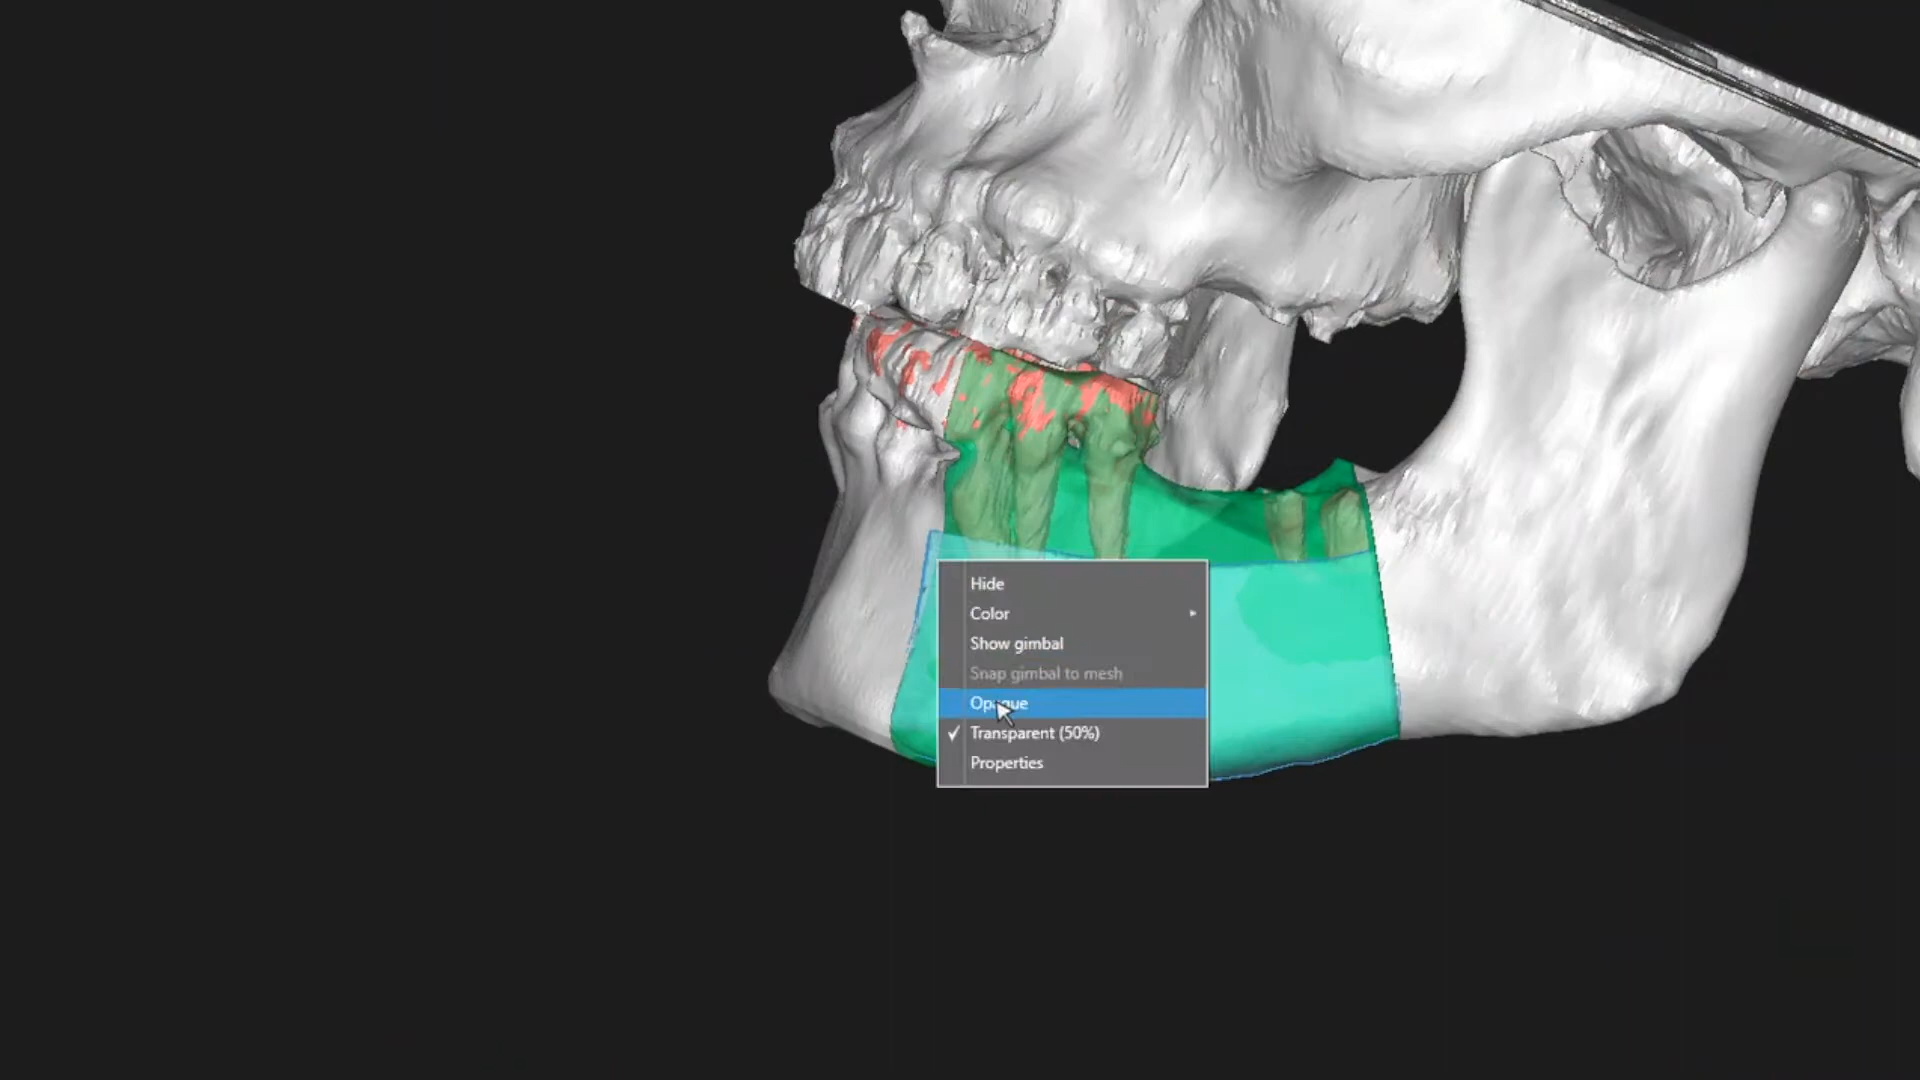 Hide
Color
Show gimbal
Snap gimbal to mesh
Opaque
Transparent (50%)
Properties